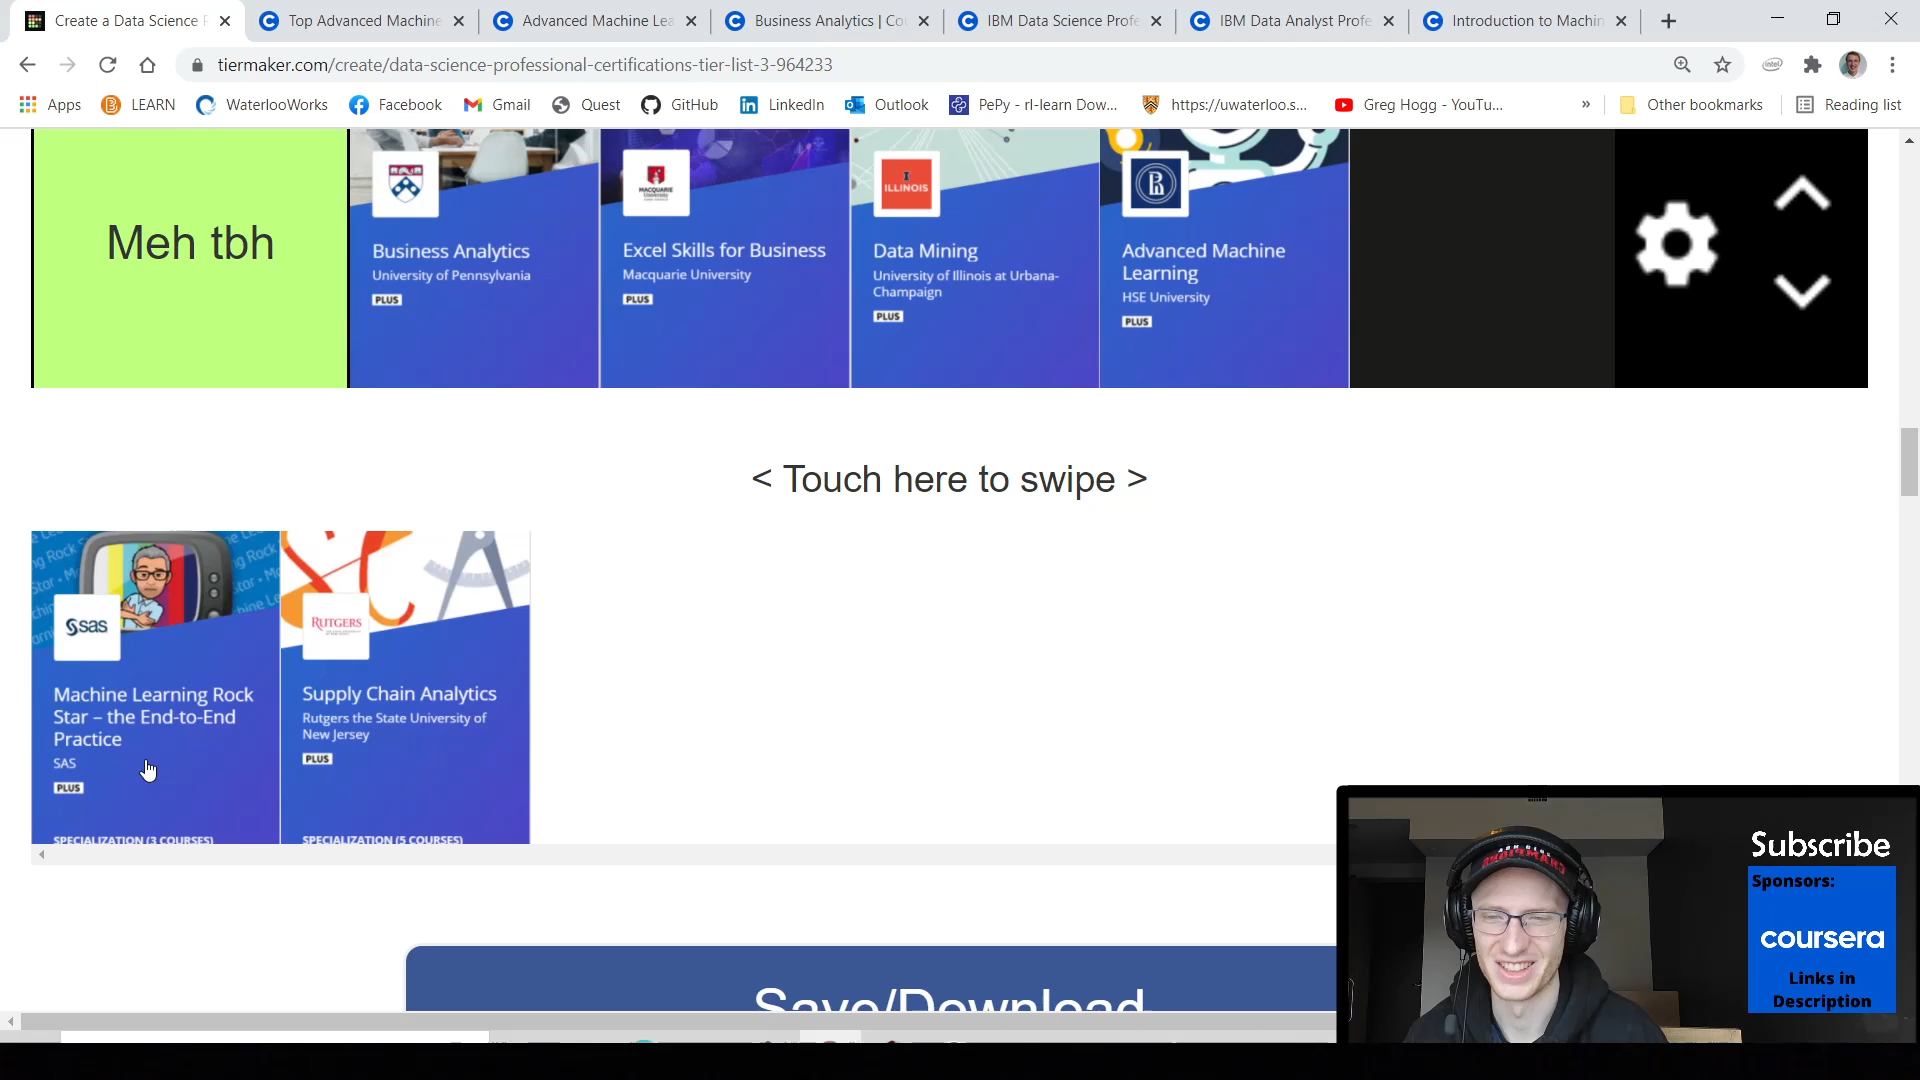 Create a Data Science P
Top Advanced Machine
Advanced Machine Lea
Business Analytics | Co
IBM Data Science Profe
IBM Data Analyst Profe
Introduction to Machin
tiermaker.com/create/data-science-professional-certifications-tier-list-3-964233
Apps
LEARN
WaterlooWorks
Facebook
Gmail
Quest
GitHub
LinkedIn
Outlook
PePy - rl-learn Dow...
https://uwaterloo.s...
Greg Hogg - YouTu...
»
Other bookmarks
Reading list
Meh tbh
Business Analytics
University of Pennsylvania
PLUS
MACQUARIE
University
Excel Skills for Business
Macquarie University
PLUS
ILLINOIS
Data Mining
University of Illinois at Urbana-
Champaign
PLUS
Advanced Machine
Learning
HSE University
PLUS
< Touch here to swipe >
sas
Machine Learning Rock
Star – the End-to-End
Practice
SAS
PLUS
SPECIALIZATION (3 COURSES)
RUTGERS
Supply Chain Analytics
Rutgers the State University of
New Jersey
PLUS
SPECIALIZATION (5 COURSES)
Save/Download
Subscribe
Sponsors:
coursera
Links in
Description